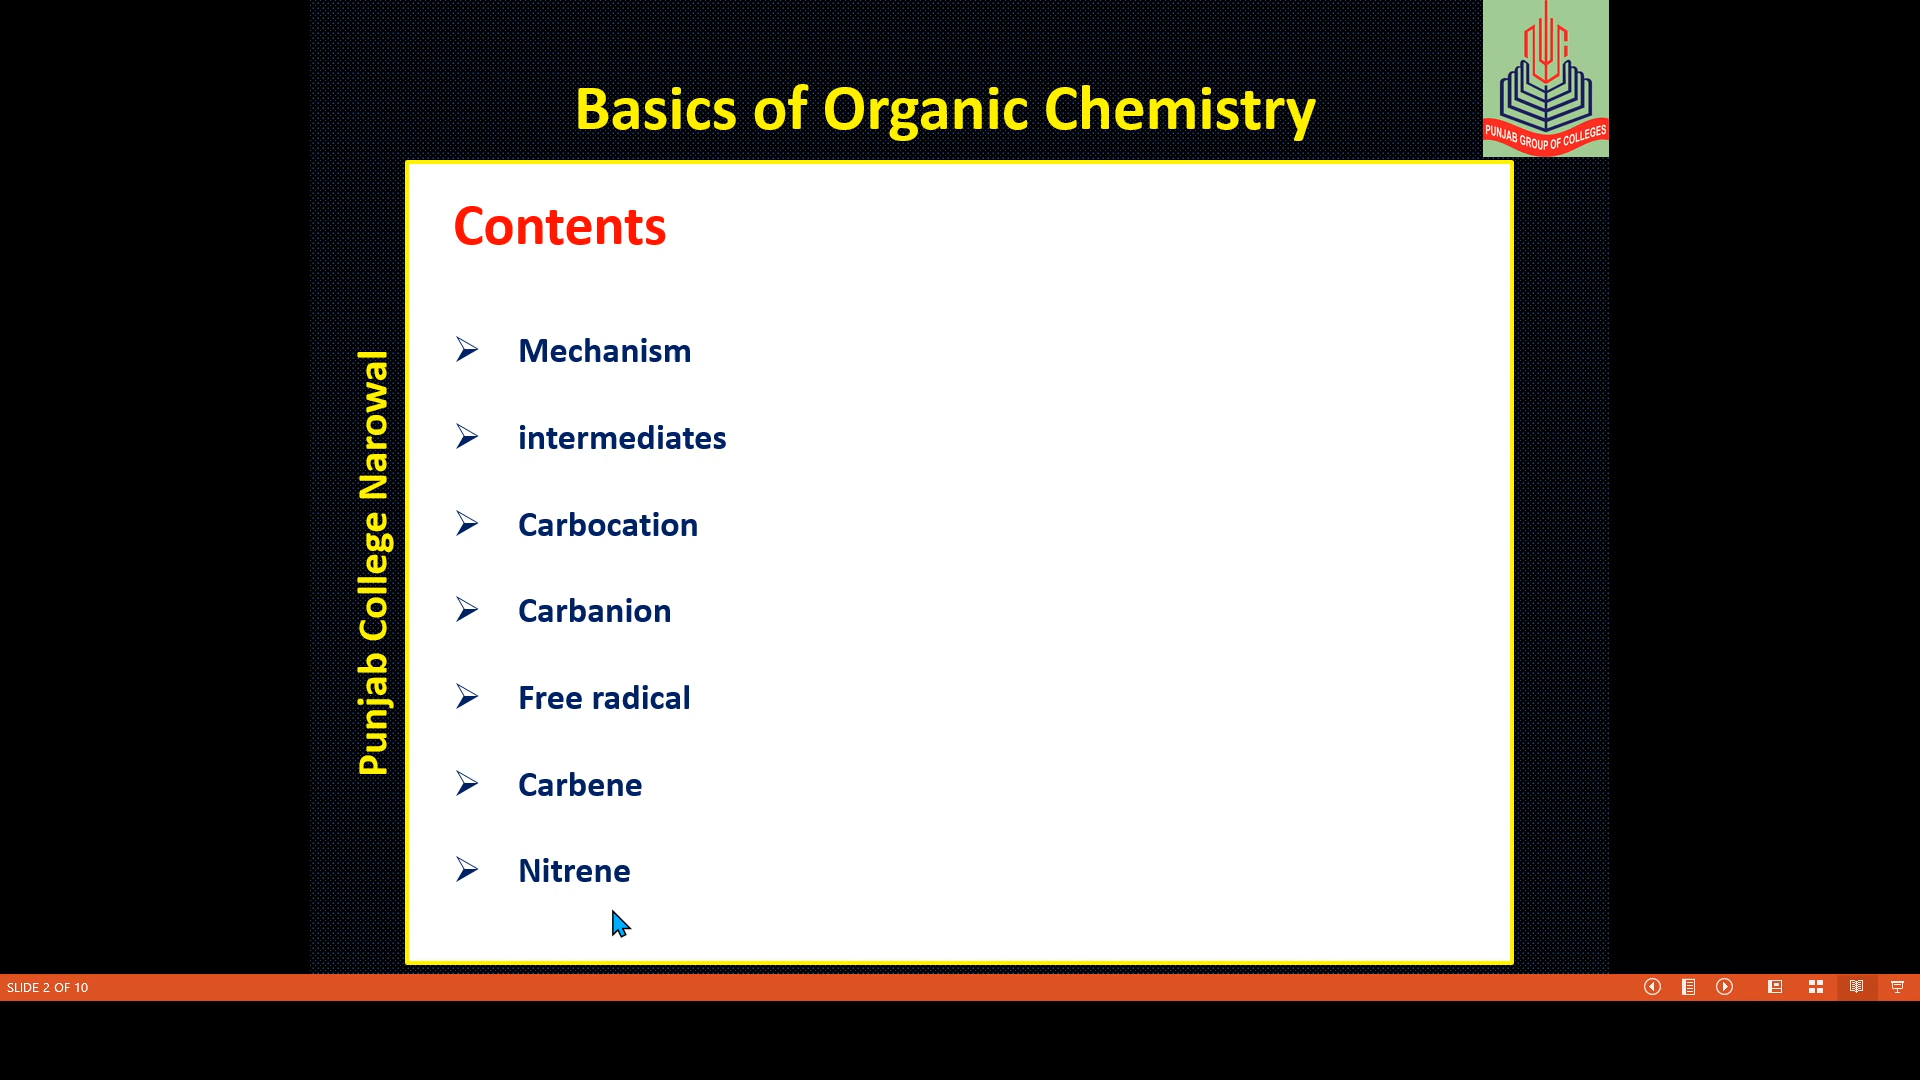 Basics of Organic Chemistry
PUNJAB GROUP OF COLLEGES
Punjab College Narowal
Contents
➢ Mechanism
➢ intermediates
➢ Carbocation
➢ Carbanion
➢ Free radical
➢ Carbene
➢ Nitrene
SLIDE 2 OF 10